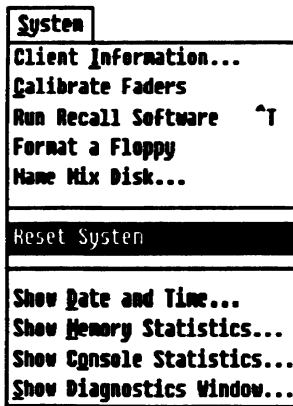 System
Client Information...
Calibrate Faders
Run Recall Software ^T
Format a Floppy
Name Mix Disk...
Reset System
Show Date and Time...
Show Memory Statistics...
Show Console Statistics...
Show Diagnostics Window...